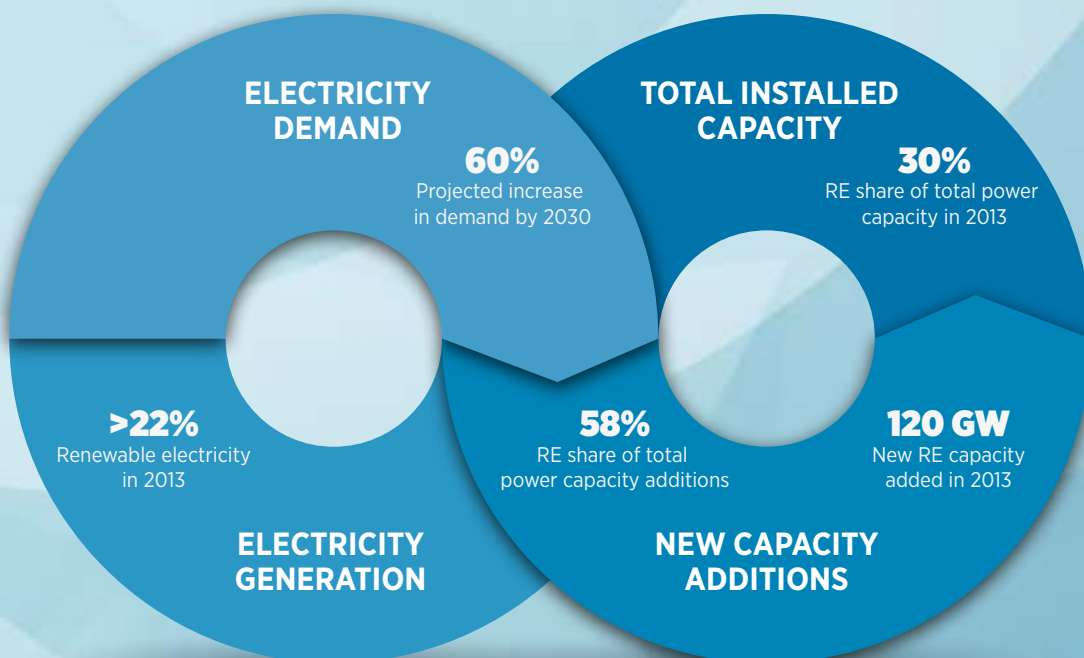 ELECTRICITY
DEMAND
60%
Projected increase
in demand by 2030
TOTAL INSTALLED
CAPACITY
30%
RE share of total power
capacity in 2013
>22%
Renewable electricity
in 2013
ELECTRICITY
GENERATION
58%
RE share of total
power capacity additions
120 GW
New RE capacity
added in 2013
NEW CAPACITY
ADDITIONS